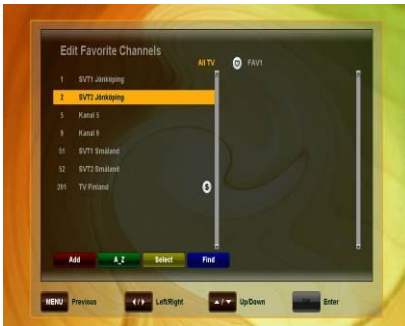 Edit Favorite Channels
All TV FAV1
1 SVT1 Jönköping
2 SVT2 Jönköping
5 Kanal 5
9 Kanal 9
51 SVT1 Småland
52 SVT2 Småland
201 TV Finland $
Add A_Z Select Find
MENU Previous Left/Right Up/Down OK Enter